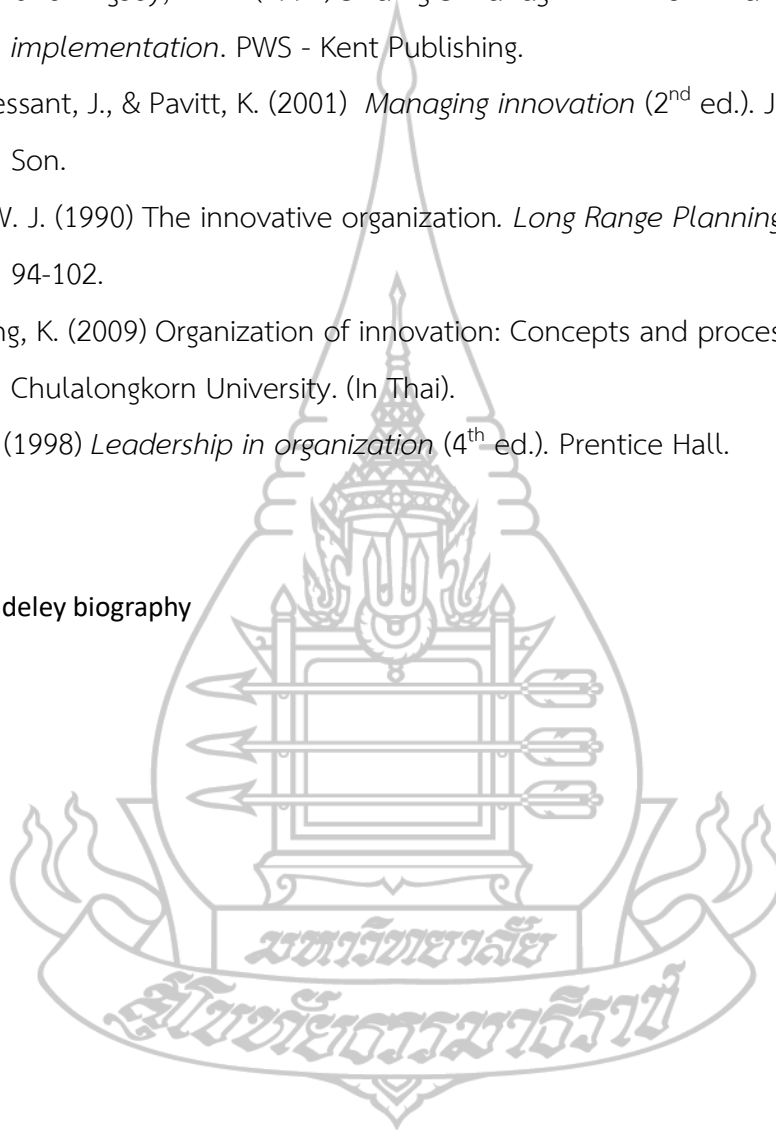 implementation. PWS - Kent Publishing.
essant, J., & Pavitt, K. (2001) Managing innovation (2nd ed.). J
Son.
W. J. (1990) The innovative organization. Long Range Planning
94-102.
ng, K. (2009) Organization of innovation: Concepts and proces
Chulalongkorn University. (In Thai).
(1998) Leadership in organization (4th ed.). Prentice Hall.
deley biography
มหาวิทยาลัย
สุโขทัยธรรมาธิราช